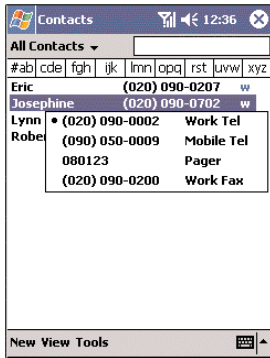 Contacts 12:36
All Contacts
#ab cde fgh ijk lmn opq rst uvw xyz
Eric (020) 090-0207 w
Josephine (020) 090-0702 w
Lynn
• (020) 090-0002 Work Tel
(090) 050-0009 Mobile Tel
080123 Pager
(020) 090-0200 Work Fax
New View Tools